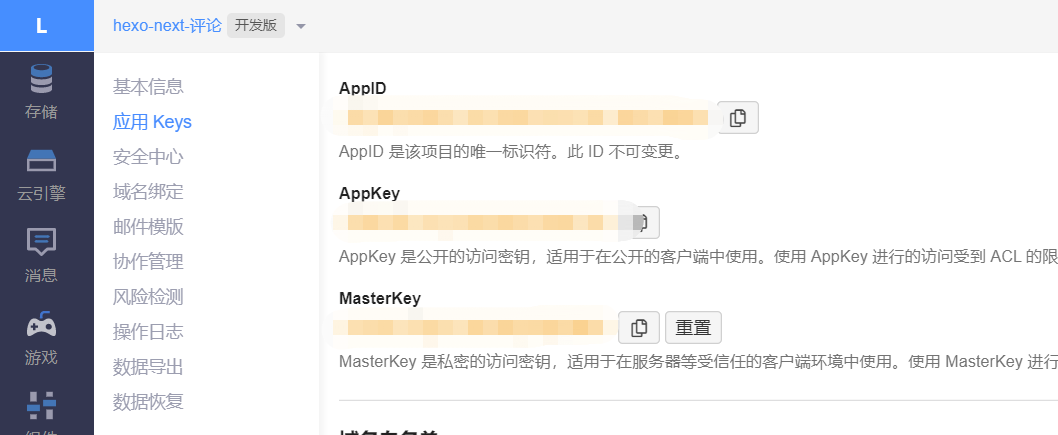 L
hexo-next-评论 开发版
存储
云引擎
消息
游戏
基本信息
应用 Keys
安全中心
域名绑定
邮件模版
协作管理
风险检测
操作日志
数据导出
数据恢复
AppID
AppID 是该项目的唯一标识符。此 ID 不可变更。
AppKey
AppKey 是公开的访问密钥，适用于在公开的客户端中使用。使用 AppKey 进行的访问受到 ACL 的限
MasterKey
重置
MasterKey 是私密的访问密钥，适用于在服务器等受信任的客户端环境中使用。使用 MasterKey 进行